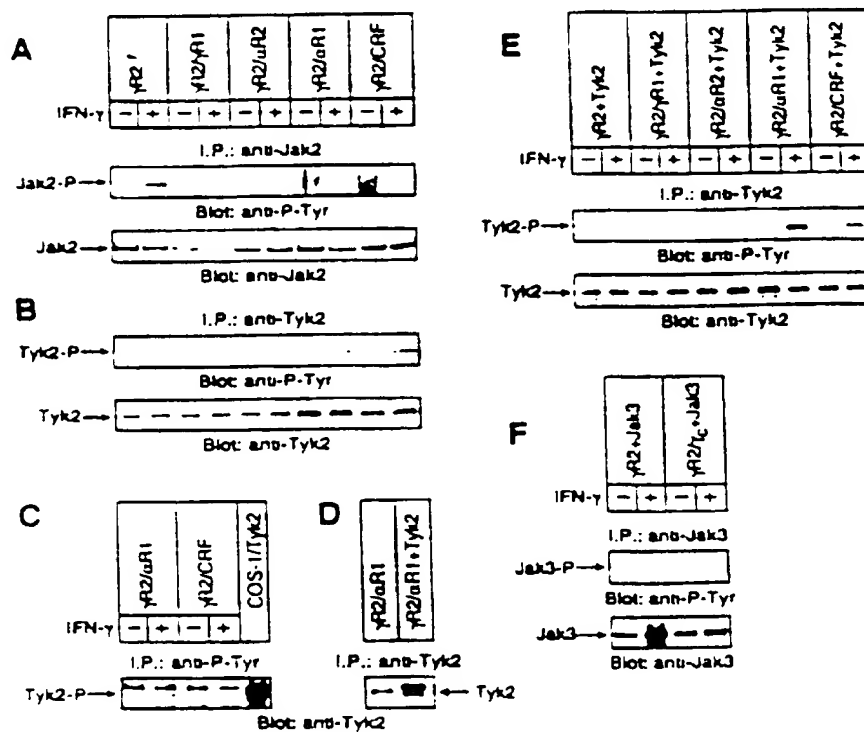 A
γR2
γR2/γR1
γR2/αR2
γR2/αR1
γR2/CRF
IFN-γ − + − + − + − + − +
I.P.: anti-Jak2
Jak2-P
Blot: anti-P-Tyr
Jak2
Blot: anti-Jak2
B
I.P.: anti-Tyk2
Tyk2-P
Blot: anti-P-Tyr
Tyk2
Blot: anti-Tyk2
C
γR2/αR1
γR2/CRF
COS-1/Tyk2
IFN-γ − + − +
I.P.: anti-P-Tyr
Tyk2-P
D
γR2/αR1
γR2/αR1+Tyk2
I.P.: anti-Tyk2
Tyk2
Blot: anti-Tyk2
E
γR2+Tyk2
γR2/γR1+Tyk2
γR2/αR2+Tyk2
γR2/αR1+Tyk2
γR2/CRF+Tyk2
IFN-γ − + − + − + − + − +
I.P.: anti-Tyk2
Tyk2-P
Blot: anti-P-Tyr
Tyk2
Blot: anti-Tyk2
F
γR2+Jak3
γR2/γc+Jak3
IFN-γ − + − +
I.P.: anti-Jak3
Jak3-P
Blot: anti-P-Tyr
Jak3
Blot: anti-Jak3